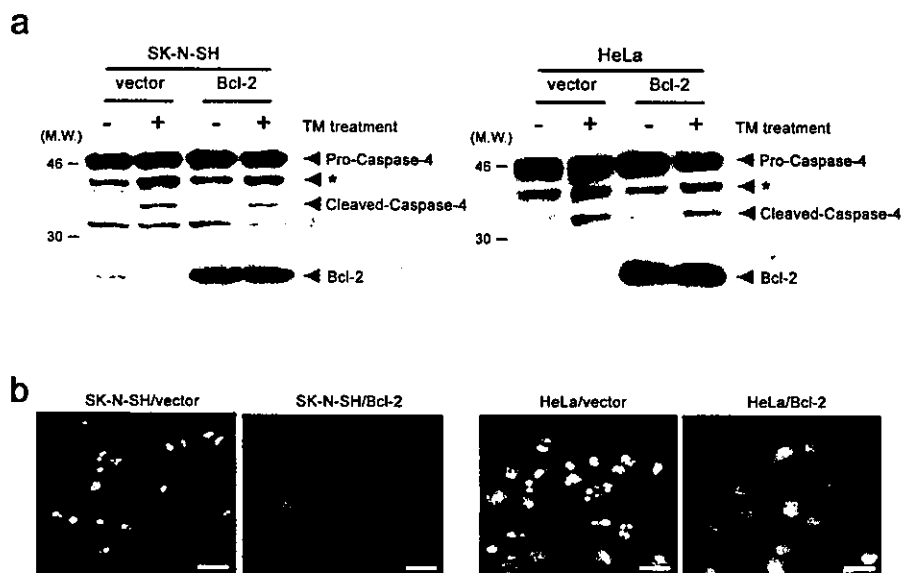 a
SK-N-SH
vector Bcl-2
- + - + TM treatment
(M.W.)
46 –
30 –
Pro-Caspase-4
*
Cleaved-Caspase-4
Bcl-2
HeLa
vector Bcl-2
- + - + TM treatment
(M.W.)
46 –
30 –
Pro-Caspase-4
*
Cleaved-Caspase-4
Bcl-2
b
SK-N-SH/vector SK-N-SH/Bcl-2 HeLa/vector HeLa/Bcl-2